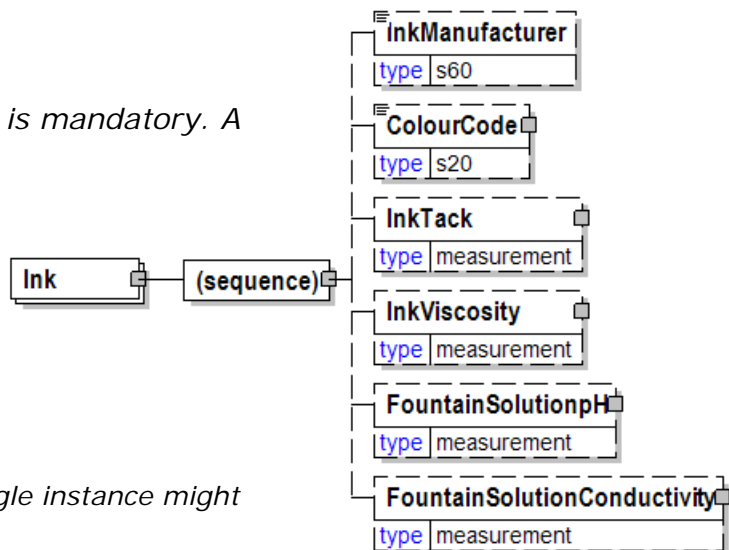 InkManufacturer
type s60
is mandatory. A
ColourCode
type s20
InkTack
type measurement
Ink
(sequence)
InkViscosity
type measurement
FountainSolutionpH
type measurement
gle instance might
FountainSolutionConductivity
type measurement